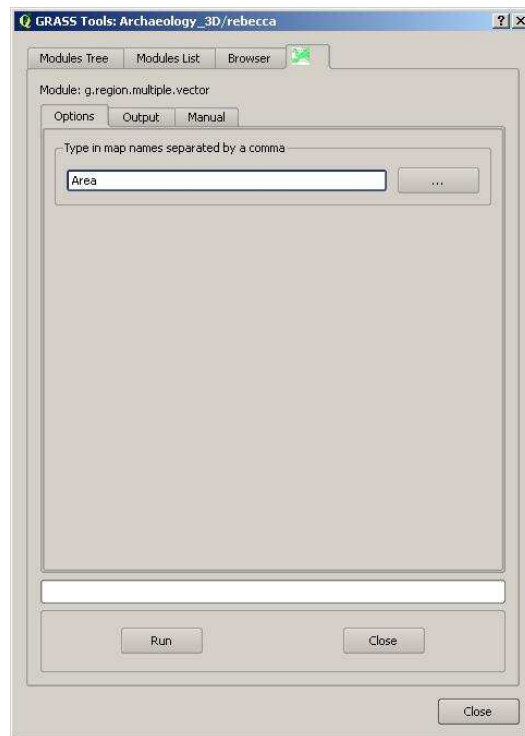 GRASS Tools: Archaeology_3D/rebecca
Modules Tree Modules List Browser
Module: g.region.multiple.vector
Options Output Manual
Type in map names separated by a comma
Area ...
Run Close
Close